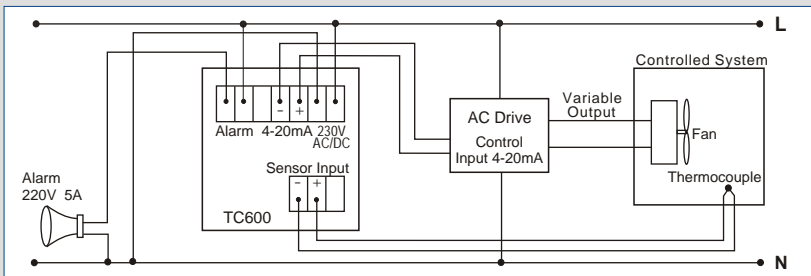 L
Controlled System
- +
Alarm 4-20mA 230V
AC/DC
Sensor Input
- +
TC600
Alarm
220V 5A
AC Drive
Control
Input 4-20mA
Variable
Output
Fan
Thermocouple
N